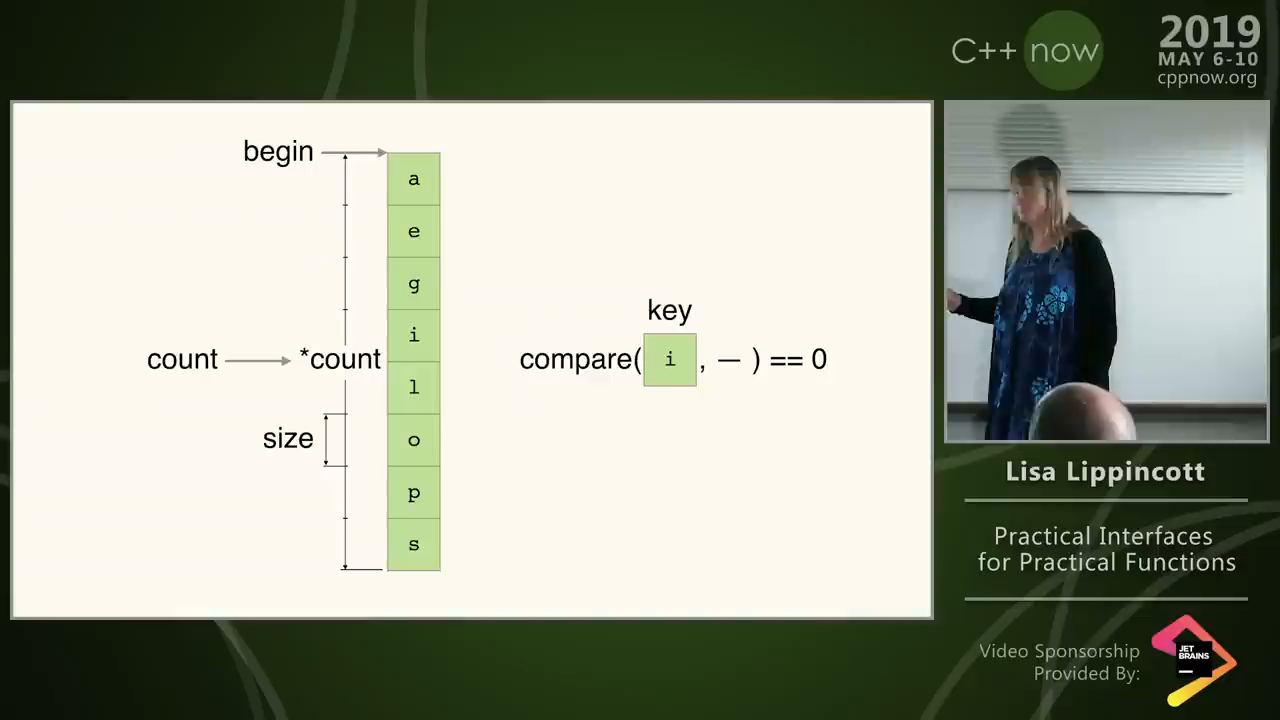 C++ now
2019
MAY 6-10
cppnow.org
begin
a
e
g
i
count
*count
l
size
o
p
s
key
compare( i , — ) == 0
Lisa Lippincott
Practical Interfaces
for Practical Functions
Video Sponsorship
Provided By:
JET
BRAINS